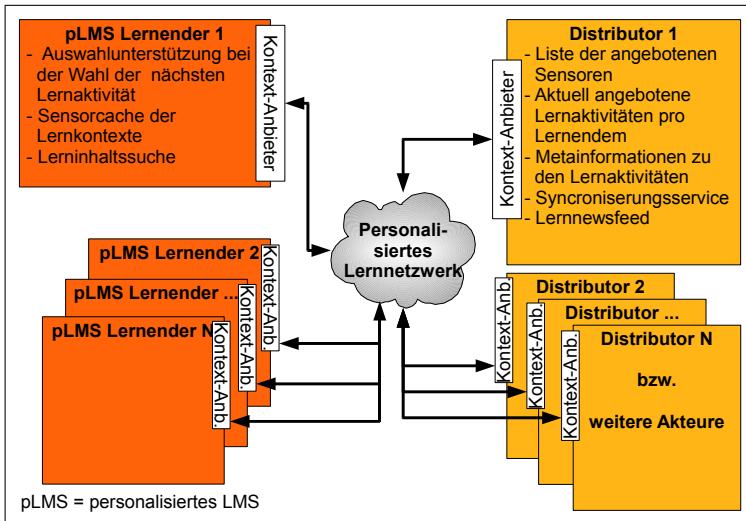 pLMS Lernender 1
- Auswahlunterstützung bei
der Wahl der nächsten
Lernaktivität
- Sensorcache der
Lernkontexte
- Lerninhaltssuche
Kontext-Anbieter
Distributor 1
- Liste der angebotenen
Sensoren
- Aktuell angebotene
Lernaktivitäten pro
Lernendem
- Metainformationen zu
den Lernaktivitäten
- Syncroniserungsservice
- Lernnewsfeed
Kontext-Anbieter
Personali-
siertes
Lernnetzwerk
pLMS Lernender 2
Kontext-Anb.
pLMS Lernender ...
Kontext-Anb.
pLMS Lernender N
Kontext-Anb.
Distributor 2
Kontext-Anb.
Distributor ...
Kontext-Anb.
Distributor N
bzw.
weitere Akteure
Kontext-Anb.
pLMS = personalisiertes LMS